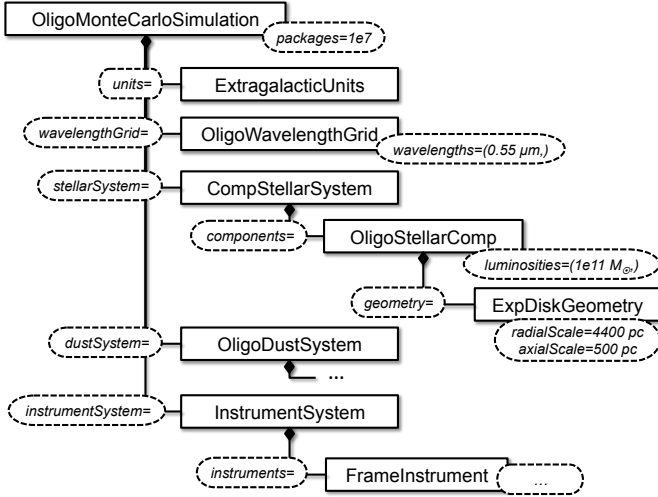 OligoMonteCarloSimulation
packages=1e7
units=
ExtragalacticUnits
wavelengthGrid=
OligoWavelengthGrid
wavelengths=(0.55 µm,)
stellarSystem=
CompStellarSystem
components=
OligoStellarComp
luminosities=(1e11 M☉,)
geometry=
ExpDiskGeometry
radialScale=4400 pc
axialScale=500 pc
dustSystem=
OligoDustSystem
...
instrumentSystem=
InstrumentSystem
instruments=
FrameInstrument
...